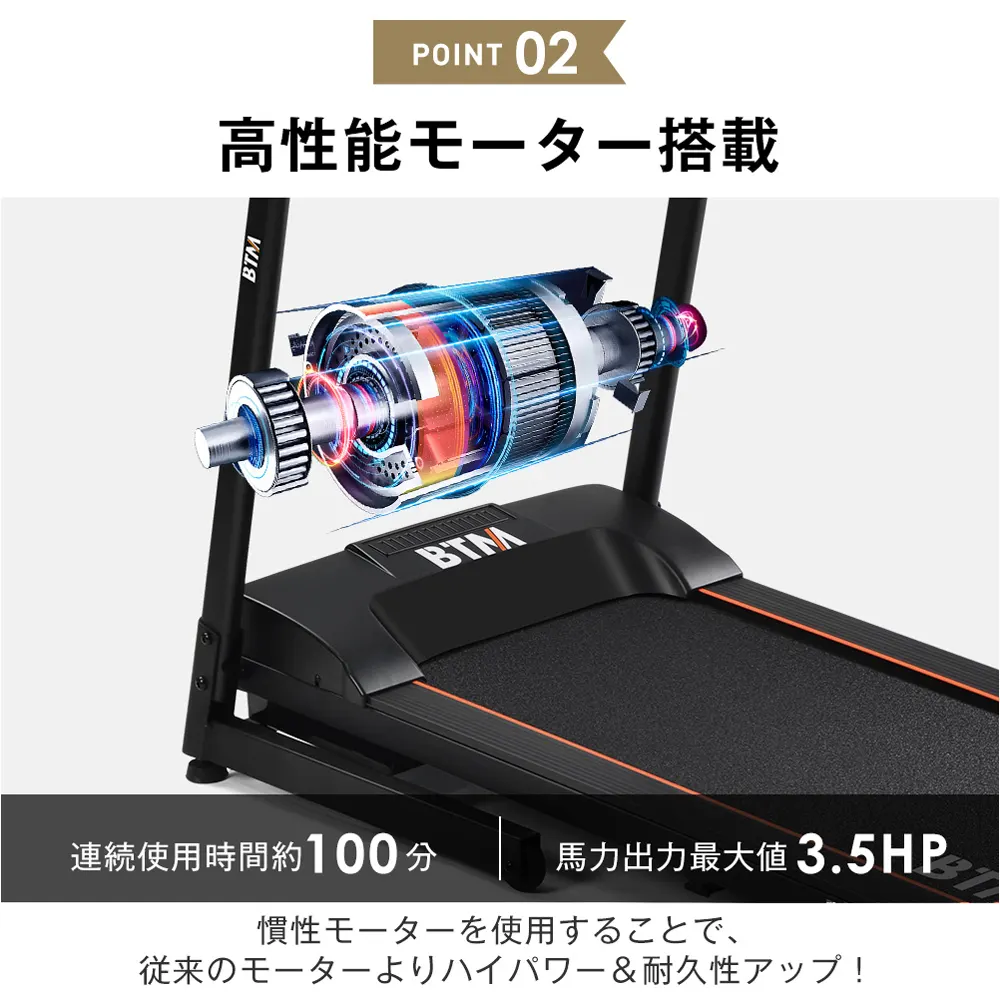 POINT 02
高性能モーター搭載
BTM
BTM
連続使用時間約100分
馬力出力最大値 3.5HP
BTM
慣性モーターを使用することで、
従来のモーターよりハイパワー＆耐久性アップ！